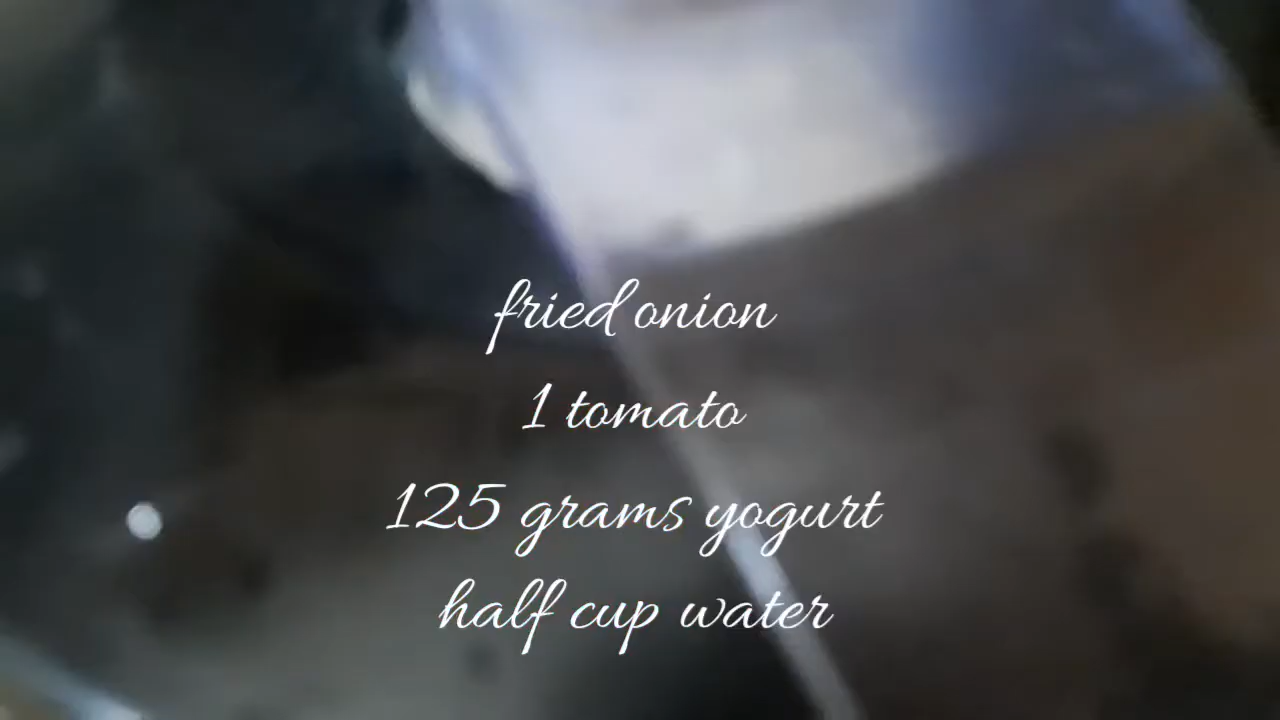 fried onion
1 tomato
125 grams yogurt
half cup water